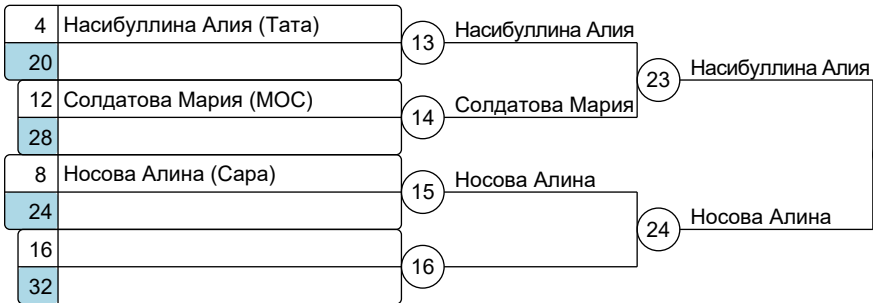 4 Насибуллина Алия (Тата)
20
12 Солдатова Мария (МОС)
28
8 Носова Алина (Сара)
24
16
32
13 Насибуллина Алия
14 Солдатова Мария
15 Носова Алина
16
23 Насибуллина Алия
24 Носова Алина